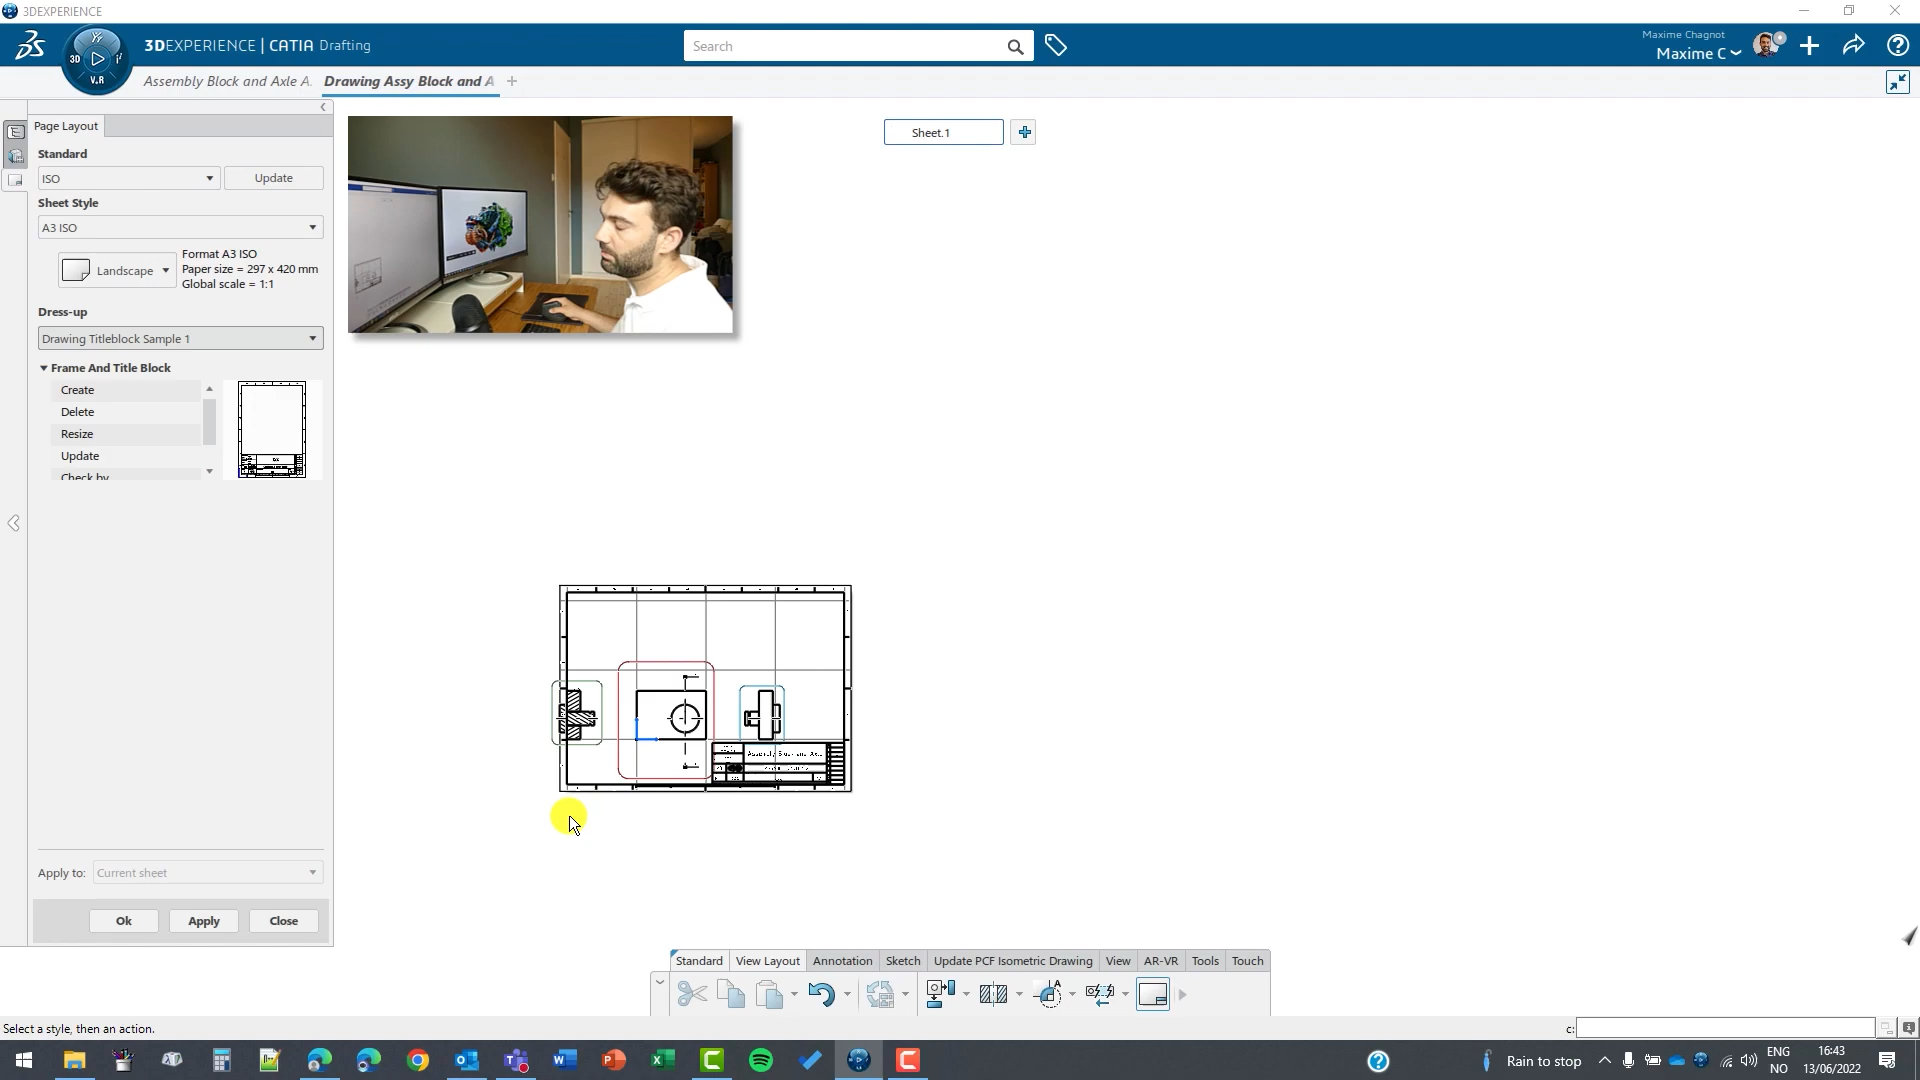 3DEXPERIENCE
3DEXPERIENCE | CATIA Drafting
Search
Maxime Chagnot
Maxime C
3D
V.R
Assembly Block and Axle A.
Drawing Assy Block and A
Page Layout
Standard
ISO
Update
Sheet Style
A3 ISO
Landscape
Format A3 ISO
Paper size = 297 x 420 mm
Global scale = 1:1
Dress-up
Drawing Titleblock Sample 1
Frame And Title Block
Create
Delete
Resize
Update
Check by
Apply to:
Current sheet
Ok
Apply
Close
Sheet.1
Standard
View Layout
Annotation
Sketch
Update PCF Isometric Drawing
View
AR-VR
Tools
Touch
Select a style, then an action.
c:
Rain to stop
ENG
NO
16:43
13/06/2022